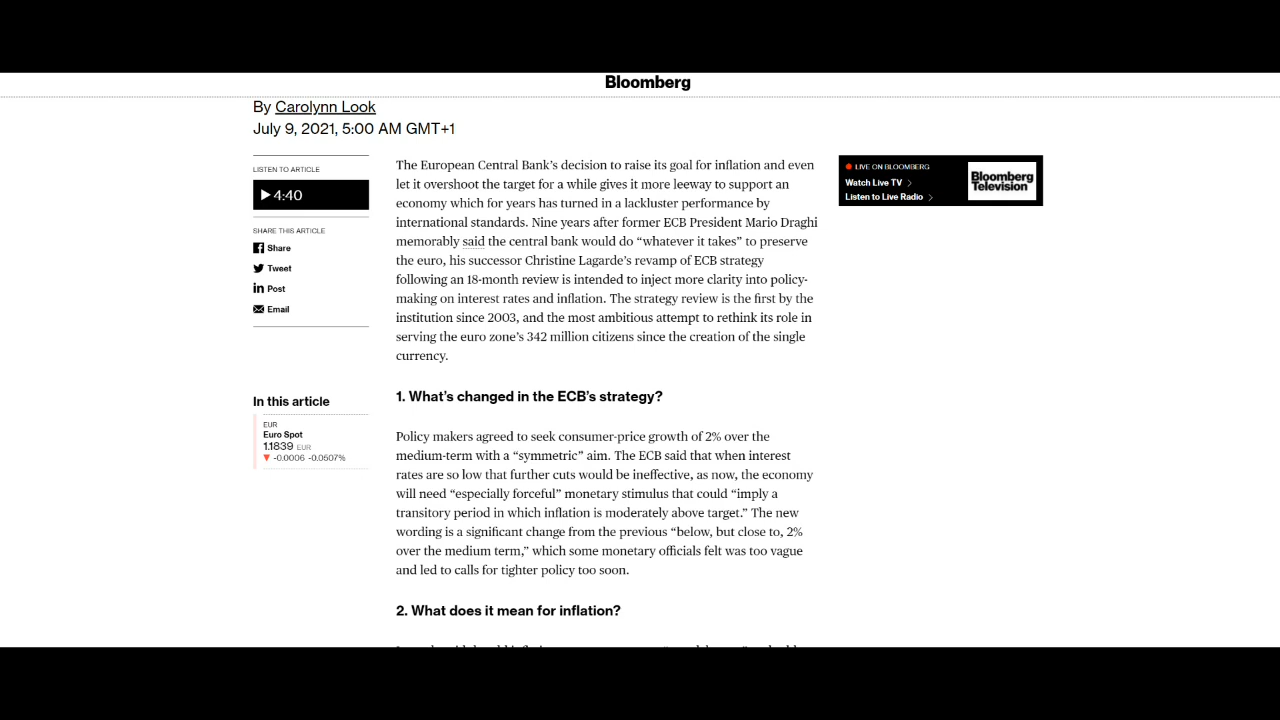 Bloomberg
By Carolynn Look
July 9, 2021, 5:00 AM GMT+1
LISTEN TO ARTICLE
4:40
SHARE THIS ARTICLE
Share
Tweet
Post
Email
In this article
EUR
Euro Spot
1.1839 EUR
-0.0006 -0.0507%
The European Central Bank's decision to raise its goal for inflation and even
let it overshoot the target for a while gives it more leeway to support an
economy which for years has turned in a lackluster performance by
international standards. Nine years after former ECB President Mario Draghi
memorably said the central bank would do “whatever it takes” to preserve
the euro, his successor Christine Lagarde's revamp of ECB strategy
following an 18-month review is intended to inject more clarity into policy-
making on interest rates and inflation. The strategy review is the first by the
institution since 2003, and the most ambitious attempt to rethink its role in
serving the euro zone's 342 million citizens since the creation of the single
currency.
1. What's changed in the ECB's strategy?
Policy makers agreed to seek consumer-price growth of 2% over the
medium-term with a “symmetric” aim. The ECB said that when interest
rates are so low that further cuts would be ineffective, as now, the economy
will need “especially forceful” monetary stimulus that could “imply a
transitory period in which inflation is moderately above target.” The new
wording is a significant change from the previous “below, but close to, 2%
over the medium term,” which some monetary officials felt was too vague
and led to calls for tighter policy too soon.
2. What does it mean for inflation?
LIVE ON BLOOMBERG
Watch Live TV
Listen to Live Radio
Bloomberg
Television